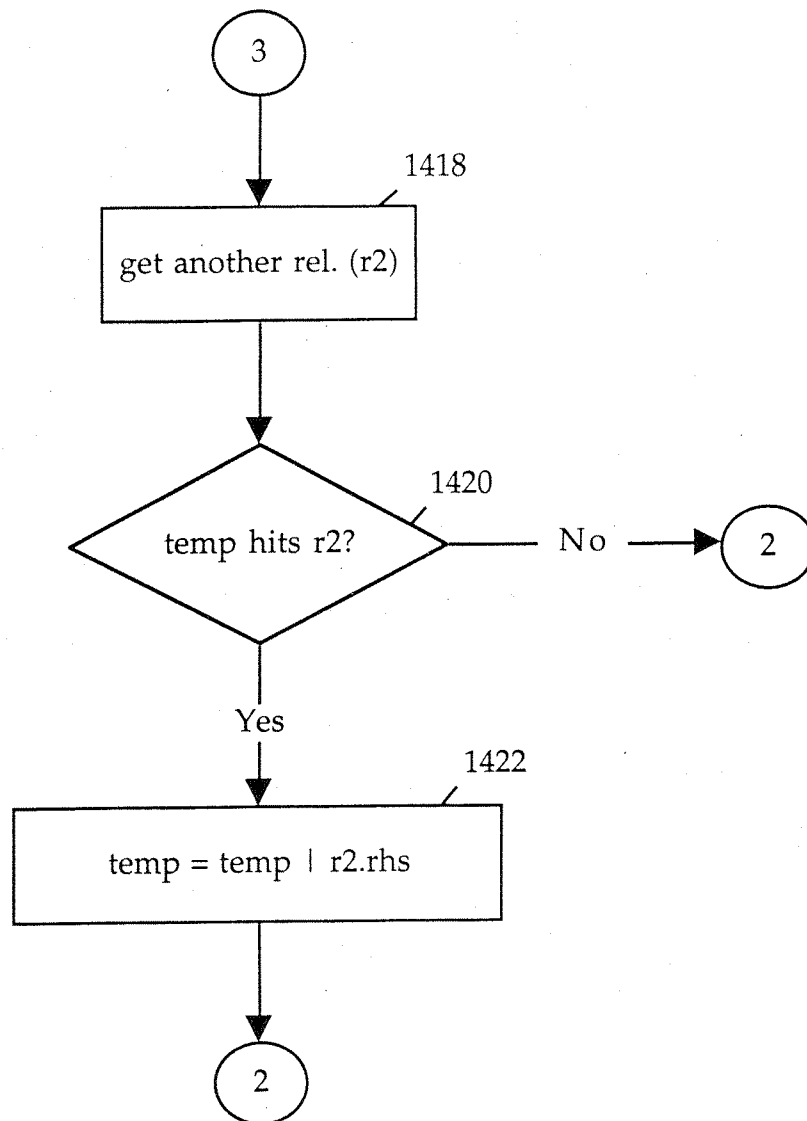 3
1418
get another rel. (r2)
1420
temp hits r2?
No
2
Yes
1422
temp = temp | r2.rhs
2